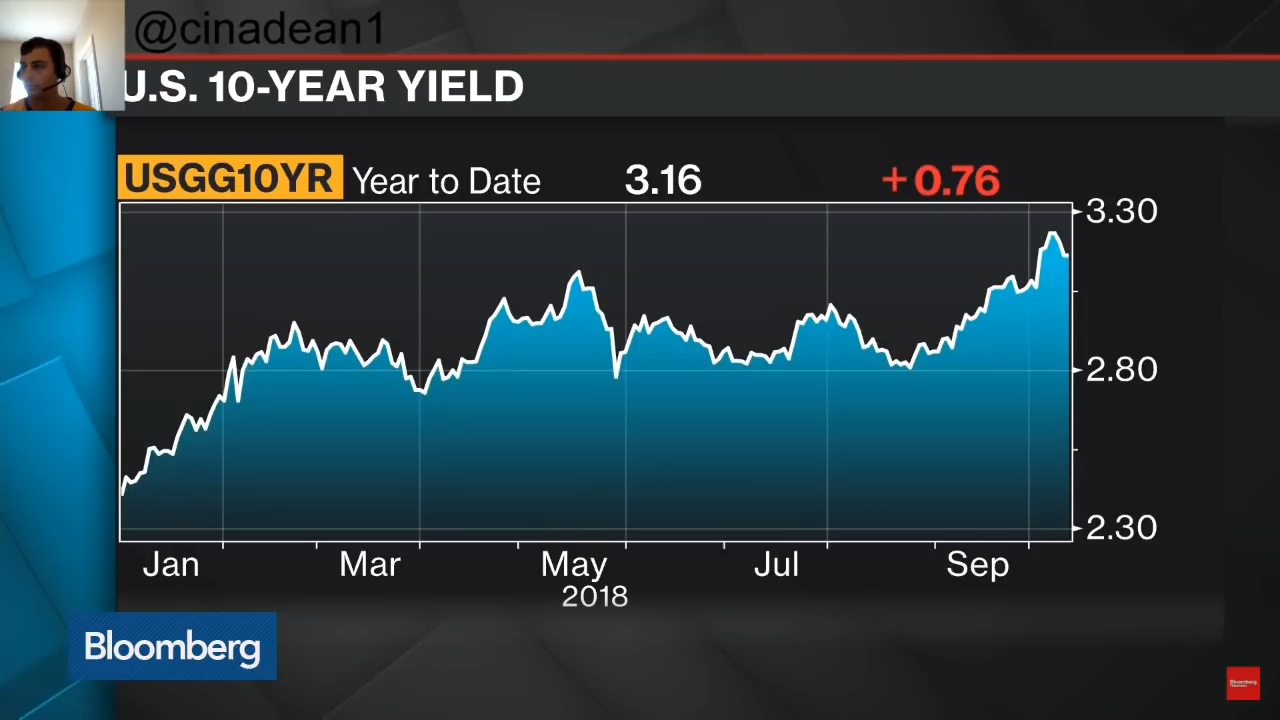 @cinadean1
U.S. 10-YEAR YIELD
USGG10YR Year to Date 3.16 +0.76
3.30
2.80
2.30
Jan Mar May Jul Sep
2018
Bloomberg
Bloomberg